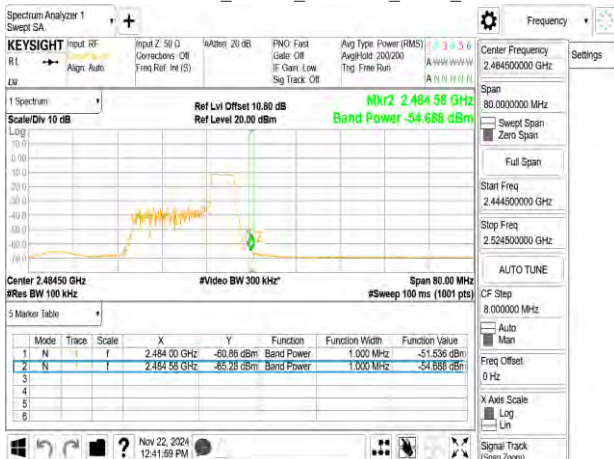 Spectrum Analyzer 1
Swept SA
Frequency
KEYSIGHT
Input: RF
Align: Auto
Input Z: 50 Ω
Corrections: Off
Freq Ref: Int (S)
#Atten: 20 dB
PNO: Fast
Gate: Off
IF Gain: Low
Sig Track: Off
Avg Type: Power (RMS)
Avg|Hold: 200/200
Trig: Free Run
A W W W W W
A N N N N N
1 Spectrum
Scale/Div 10 dB
Log
Ref Lvl Offset 10.80 dB
Ref Level 20.00 dBm
Mkr2 2.484 56 GHz
Band Power -54.688 dBm
10.0
0.00
Center 2.48450 GHz
#Res BW 100 kHz
#Video BW 300 kHz*
Span 80.00 MHz
#Sweep 100 ms (1001 pts)
5 Marker Table
Mode Trace Scale X Y Function Function Width Function Value
1 N 1 f 2.484 00 GHz -60.86 dBm Band Power 1.000 MHz -51.536 dBm
2 N 1 f 2.484 56 GHz -65.28 dBm Band Power 1.000 MHz -54.688 dBm
3
4
5
6
Nov 22, 2024
12:41:59 PM
Center Frequency
2.484500000 GHz
Settings
Span
80.0000000 MHz
Swept Span
Zero Span
Full Span
Start Freq
2.444500000 GHz
Stop Freq
2.524500000 GHz
AUTO TUNE
CF Step
8.000000 MHz
Auto
Man
Freq Offset
0 Hz
X Axis Scale
Log
Lin
Signal Track
(Span Zoom)